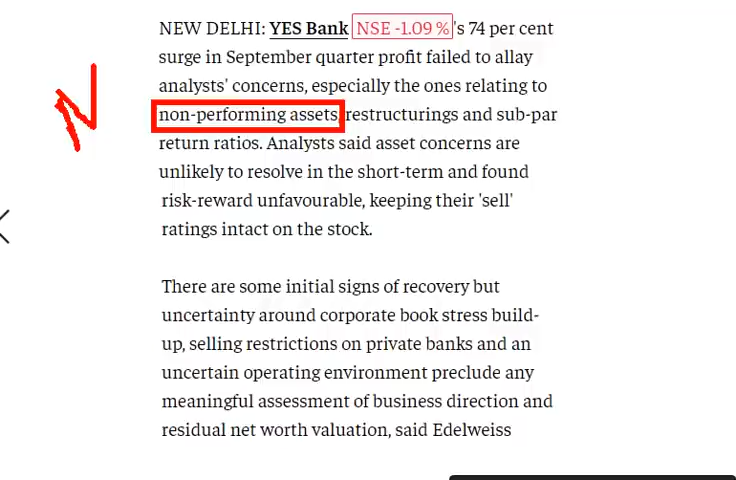 NEW DELHI: YES Bank NSE -1.09 % 's 74 per cent
surge in September quarter profit failed to allay
analysts' concerns, especially the ones relating to
N
non-performing assets, restructurings and sub-par
return ratios. Analysts said asset concerns are
unlikely to resolve in the short-term and found
risk-reward unfavourable, keeping their 'sell'
ratings intact on the stock.
There are some initial signs of recovery but
uncertainty around corporate book stress build-
up, selling restrictions on private banks and an
uncertain operating environment preclude any
meaningful assessment of business direction and
residual net worth valuation, said Edelweiss